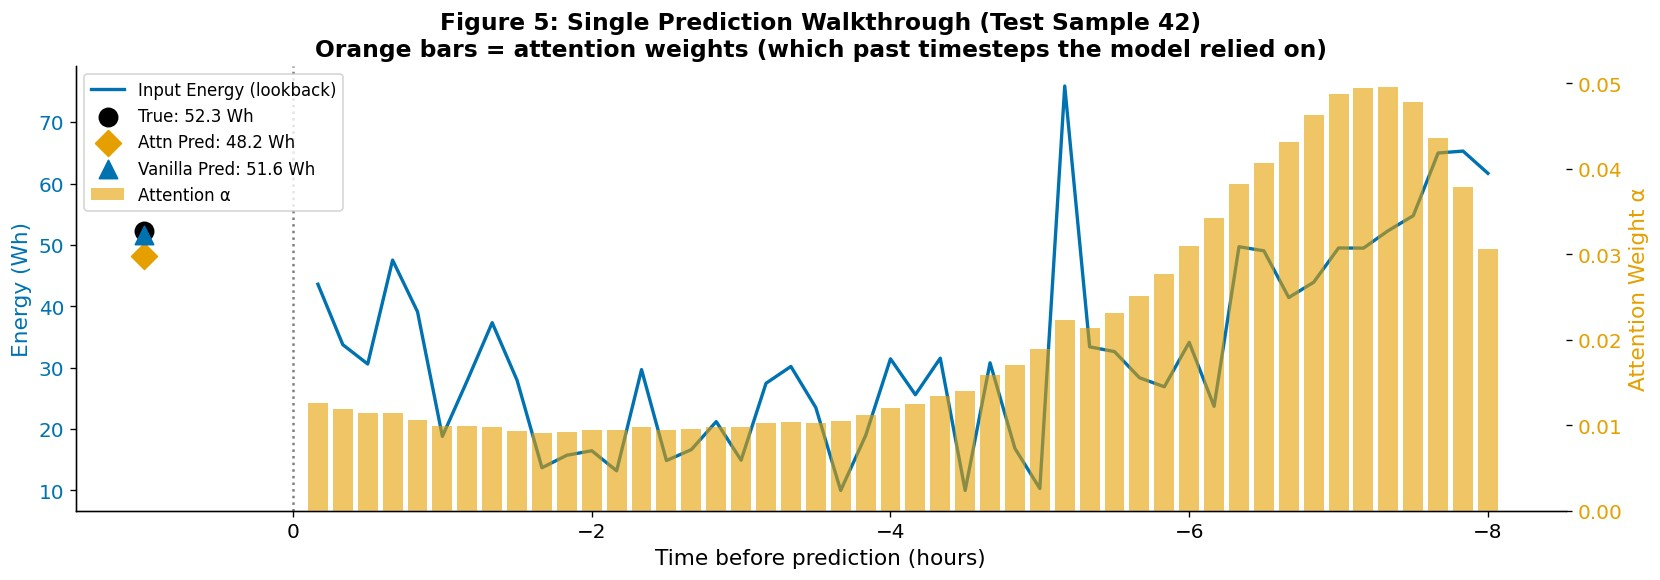 Figure 5: Single Prediction Walkthrough (Test Sample 42)
Orange bars = attention weights (which past timesteps the model relied on)
Input Energy (lookback)
True: 52.3 Wh
Attn Pred: 48.2 Wh
Vanilla Pred: 51.6 Wh
Attention α
Energy (Wh)
70
60
50
40
30
20
10
0.05
0.04
0.03
0.02
0.01
0.00
Attention Weight α
0
−2
−4
−6
−8
Time before prediction (hours)